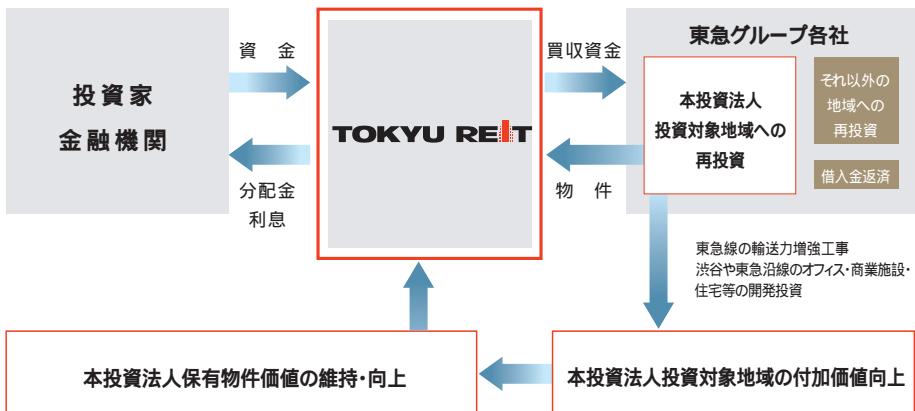 投資家
金融機関
資 金
分配金
利息
TOKYU REIT
買収資金
物 件
東急グループ各社
本投資法人
投資対象地域への
再投資
それ以外の
地域への
再投資
借入金返済
東急線の輸送力増強工事
渋谷や東急沿線のオフィス・商業施設・
住宅等の開発投資
本投資法人保有物件価値の維持・向上
本投資法人投資対象地域の付加価値向上